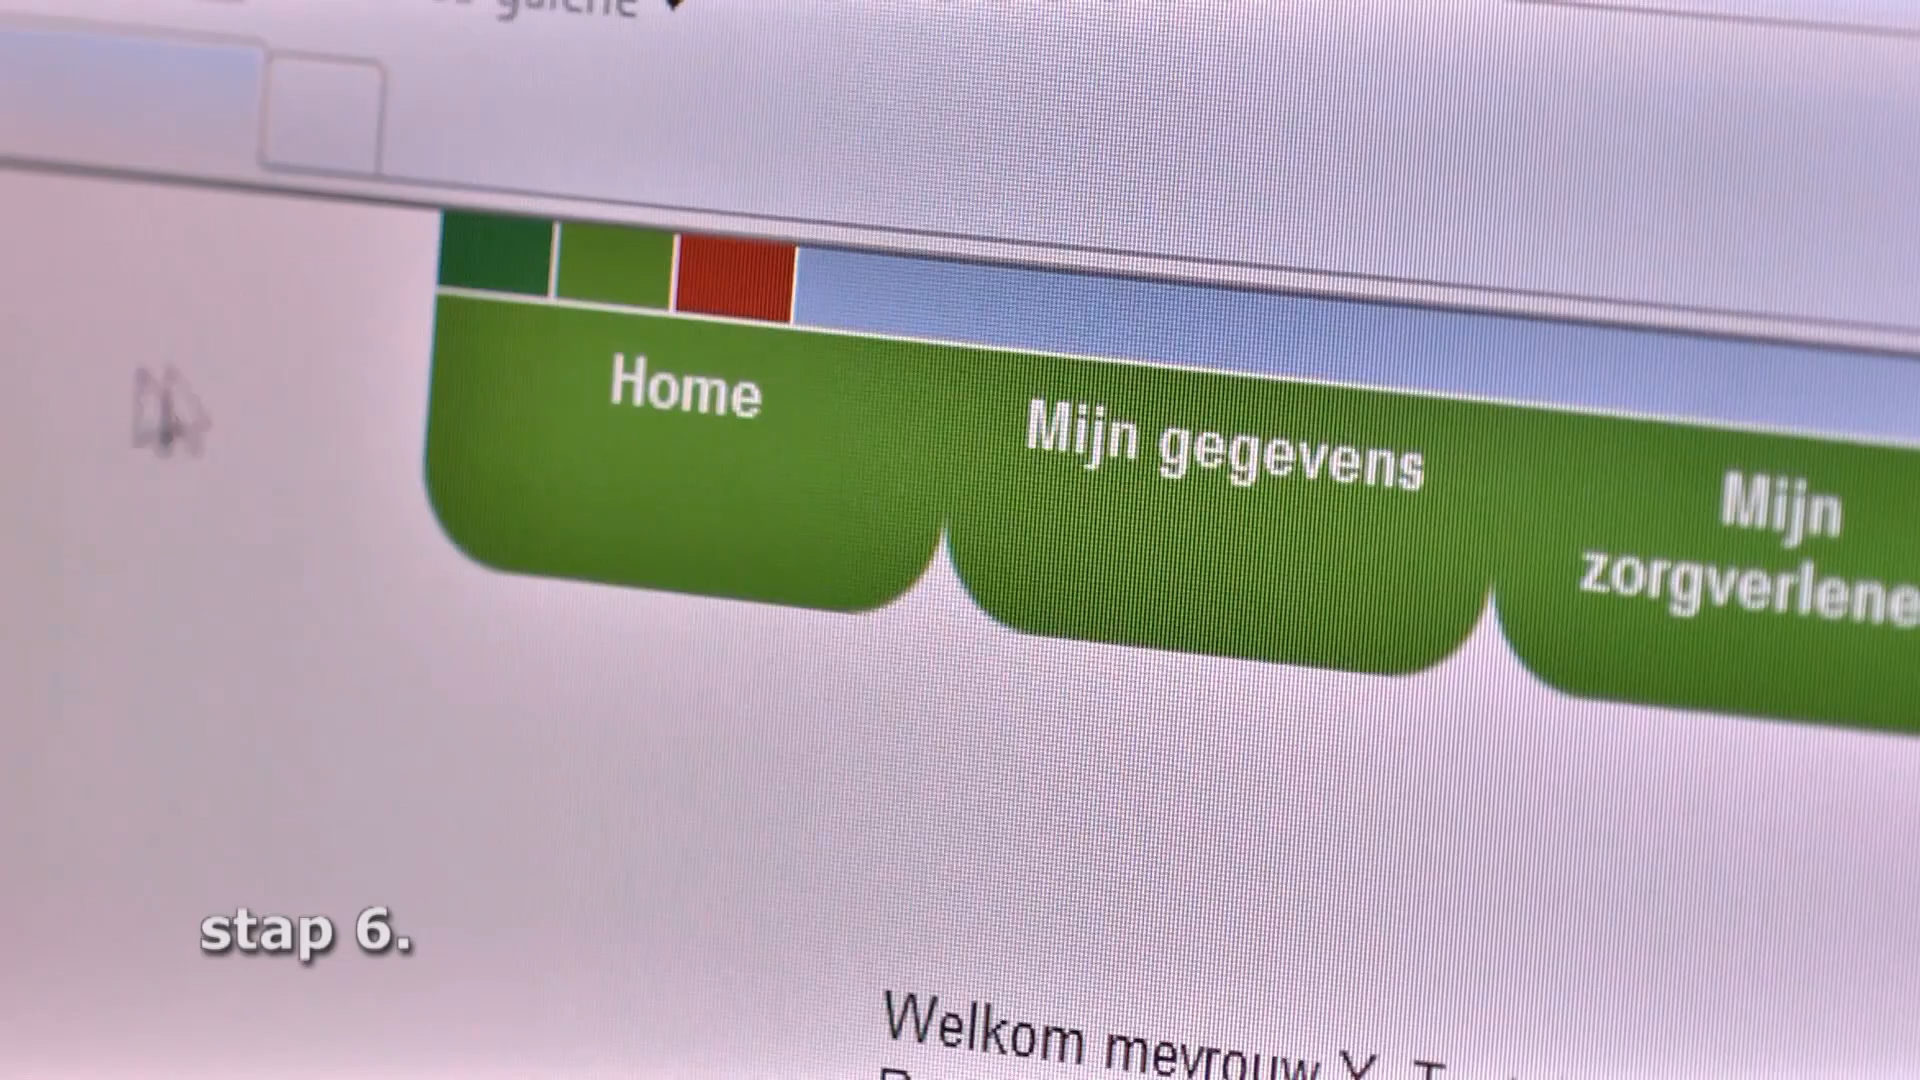 Home
Mijn gegevens
Mijn
zorgverlene
stap 6.
Welkom mevrouw Y. T